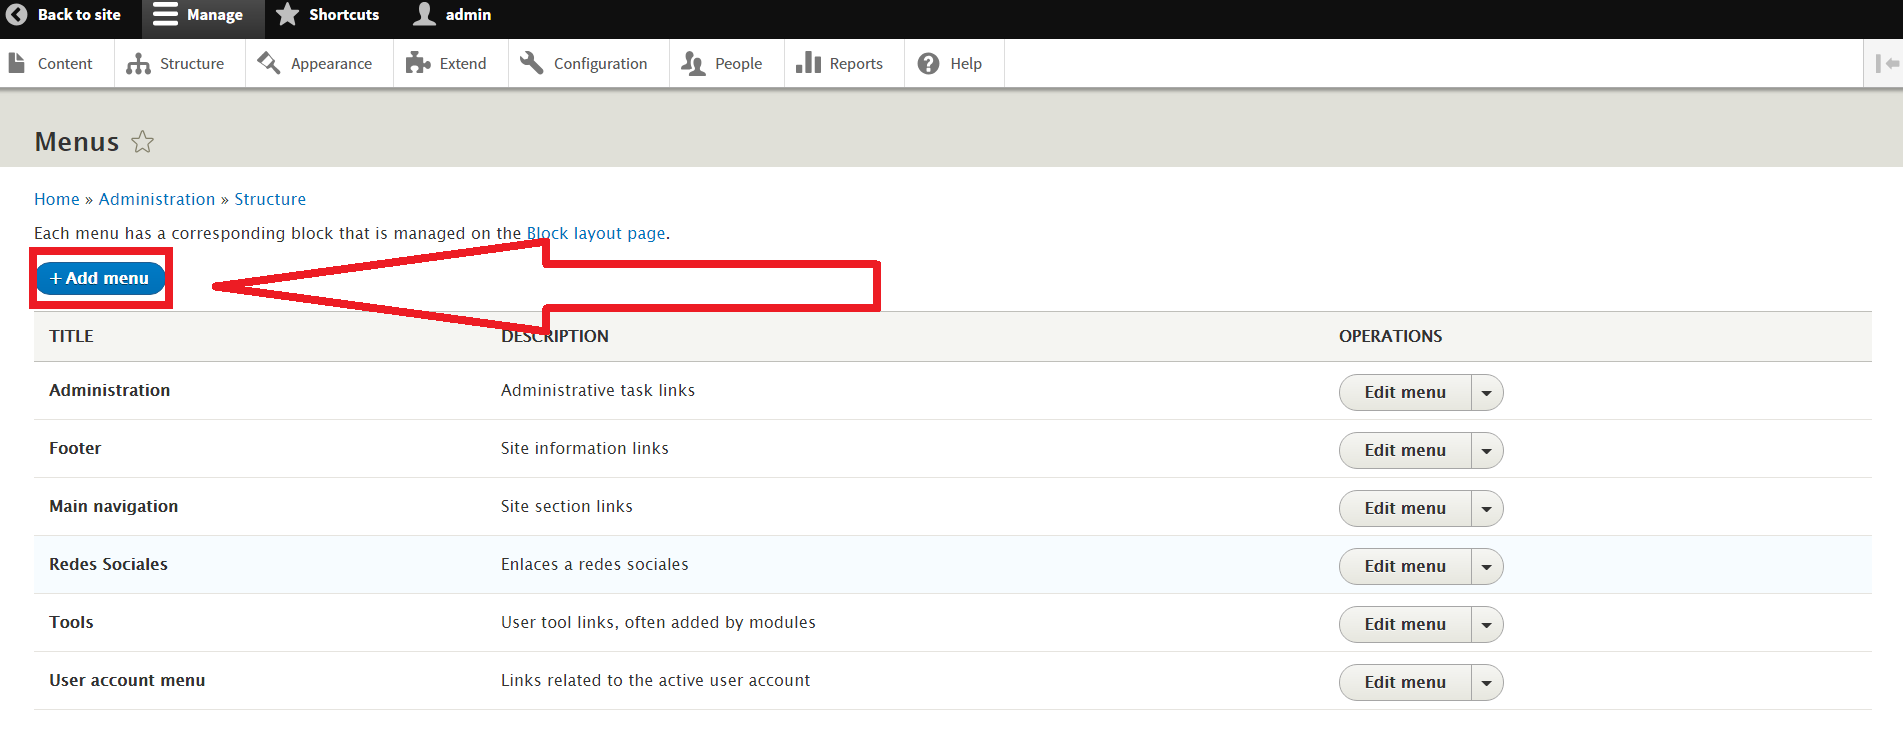 Back to site Manage Shortcuts admin
Content Structure Appearance Extend Configuration People Reports Help
Menus
Home » Administration » Structure
Each menu has a corresponding block that is managed on the Block layout page.
+ Add menu
TITLE DESCRIPTION OPERATIONS
Administration Administrative task links Edit menu
Footer Site information links Edit menu
Main navigation Site section links Edit menu
Redes Sociales Enlaces a redes sociales Edit menu
Tools User tool links, often added by modules Edit menu
User account menu Links related to the active user account Edit menu